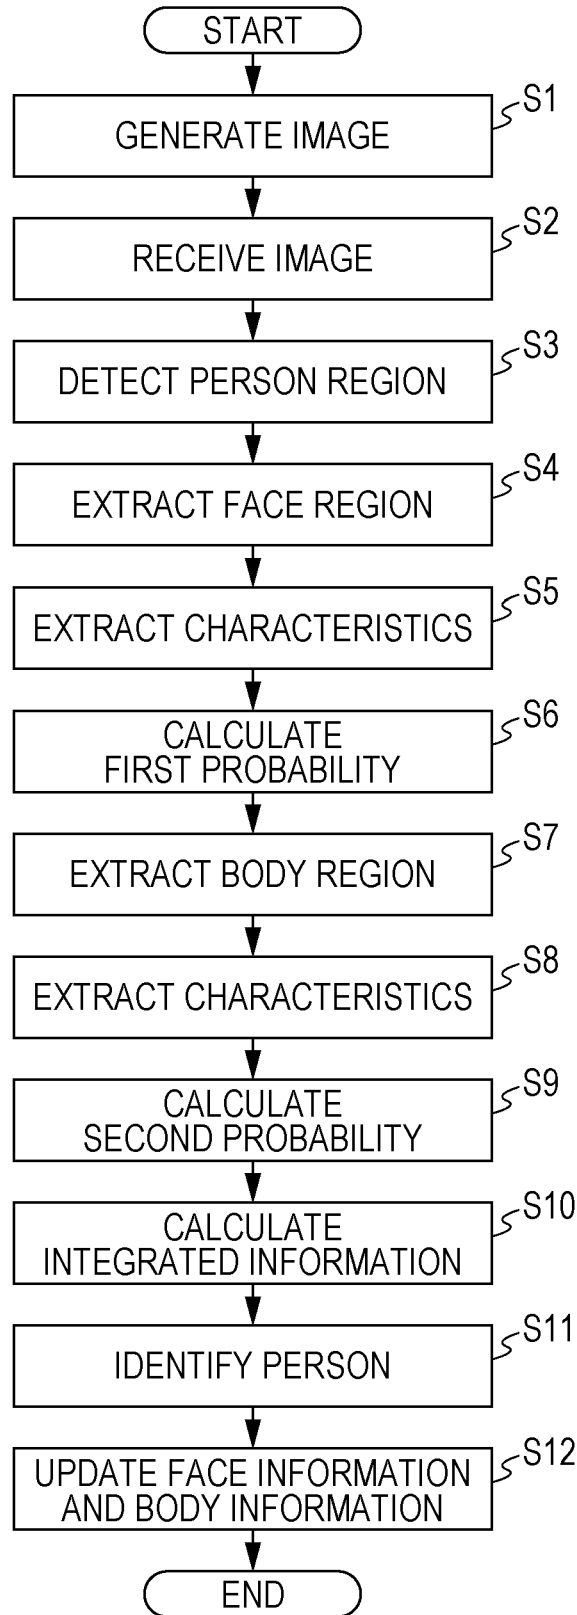 START
S1
GENERATE IMAGE
S2
RECEIVE IMAGE
S3
DETECT PERSON REGION
S4
EXTRACT FACE REGION
S5
EXTRACT CHARACTERISTICS
S6
CALCULATE
FIRST PROBABILITY
S7
EXTRACT BODY REGION
S8
EXTRACT CHARACTERISTICS
S9
CALCULATE
SECOND PROBABILITY
S10
CALCULATE
INTEGRATED INFORMATION
S11
IDENTIFY PERSON
S12
UPDATE FACE INFORMATION
AND BODY INFORMATION
END